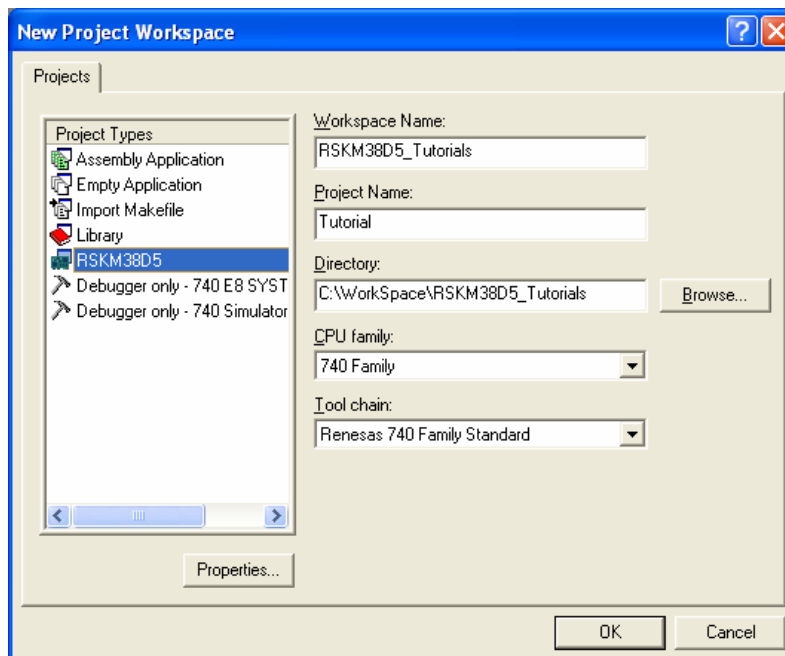 New Project Workspace
Projects
Project Types
Assembly Application
Empty Application
Import Makefile
Library
RSKM38D5
Debugger only - 740 E8 SYST
Debugger only - 740 Simulator
Properties...
Workspace Name:
RSKM38D5_Tutorials
Project Name:
Tutorial
Directory:
C:\WorkSpace\RSKM38D5_Tutorials
Browse...
CPU family:
740 Family
Tool chain:
Renesas 740 Family Standard
OK
Cancel